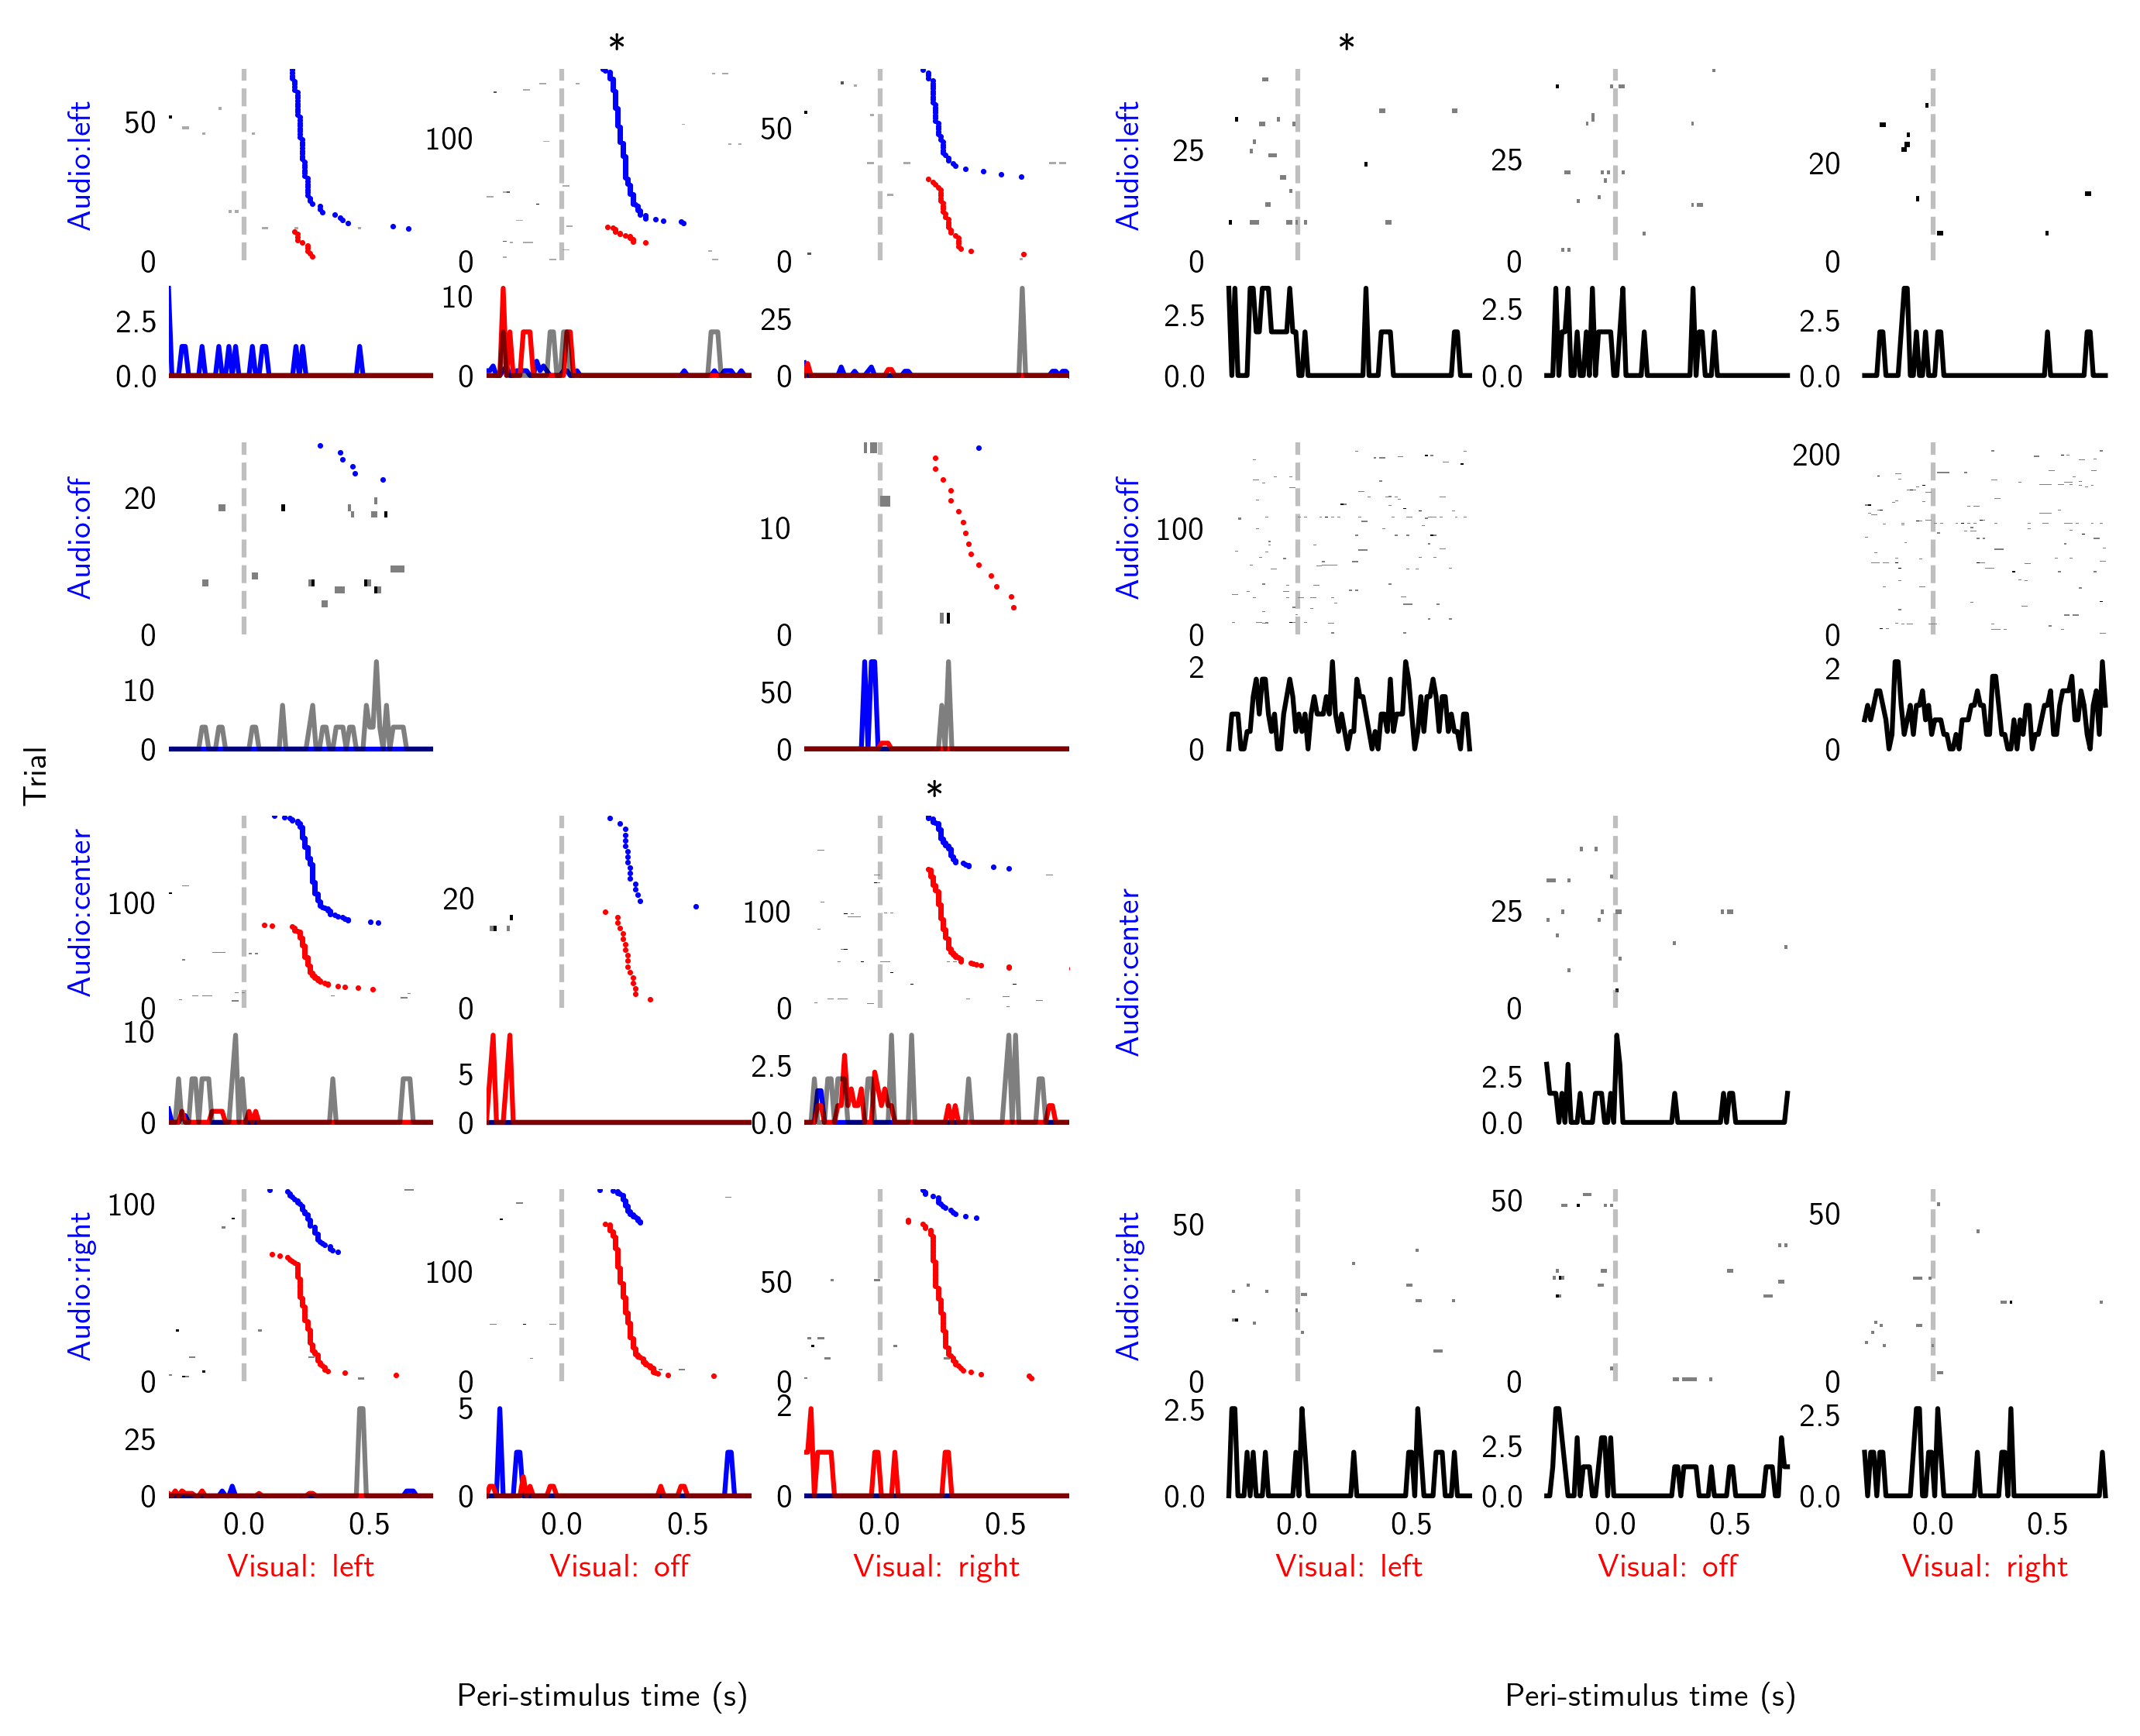 * *
Audio:left 50 0 100 0 50 0 Audio:left 25 0 25 0 20 0
2.5 0.0 10 0 25 0 2.5 0.0 2.5 0.0 2.5 0.0
Audio:off 20 0 10 0 Audio:off 100 0 200 0
10 0 50 0 2 0 2 0
Trial
*
Audio:center 100 0 20 0 100 0 Audio:center 25 0
10 0 5 0 2.5 0.0 2.5 0.0
Audio:right 100 0 100 0 50 0 Audio:right 50 0 50 0 50 0
25 0 5 0 2 0 2.5 0.0 2.5 0.0 2.5 0.0
0.0 0.5 0.0 0.5 0.0 0.5 0.0 0.5 0.0 0.5 0.0 0.5
Visual: left Visual: off Visual: right Visual: left Visual: off Visual: right
Peri-stimulus time (s) Peri-stimulus time (s)